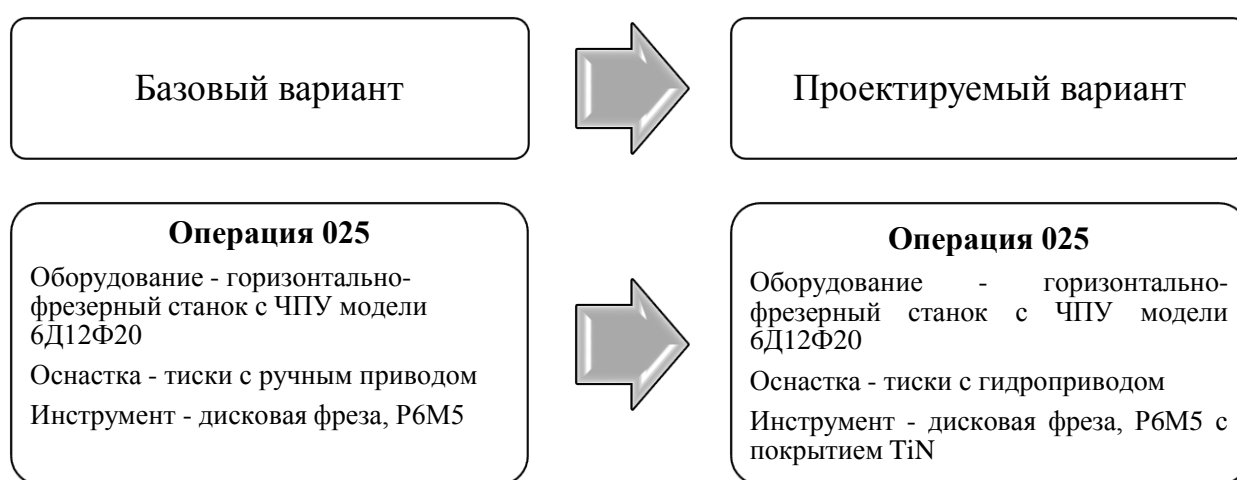 Базовый вариант
Проектируемый вариант
Операция 025
Оборудование - горизонтально-
фрезерный станок с ЧПУ модели
6Д12Ф20
Оснастка - тиски с ручным приводом
Инструмент - дисковая фреза, Р6М5
Операция 025
Оборудование - горизонтально-
фрезерный станок с ЧПУ модели
6Д12Ф20
Оснастка - тиски с гидроприводом
Инструмент - дисковая фреза, Р6М5 с
покрытием TiN